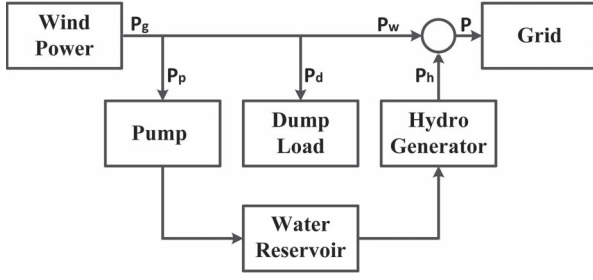 Wind
Power
Pg
Pw
P
Grid
Pp
Pd
Ph
Pump
Dump
Load
Hydro
Generator
Water
Reservoir